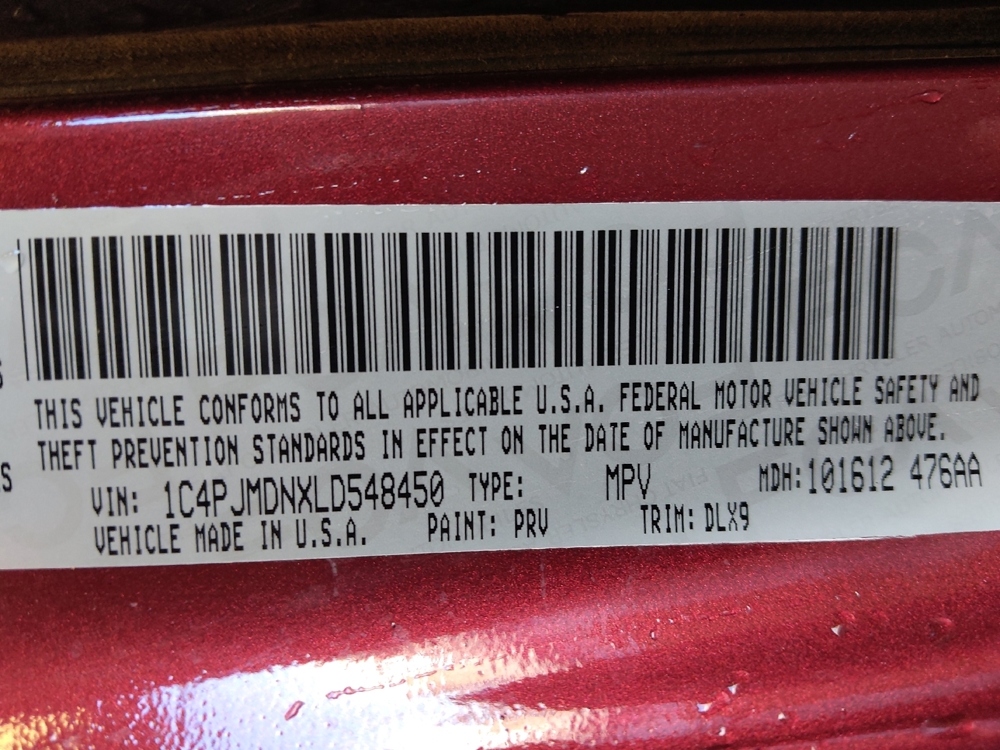 THIS VEHICLE CONFORMS TO ALL APPLICABLE U.S.A. FEDERAL MOTOR VEHICLE SAFETY AND
THEFT PREVENTION STANDARDS IN EFFECT ON THE DATE OF MANUFACTURE SHOWN ABOVE.
VIN: 1C4PJMDNXLD548450 TYPE: MPV MDH:101612 476AA
VEHICLE MADE IN U.S.A. PAINT: PRV TRIM: DLX9